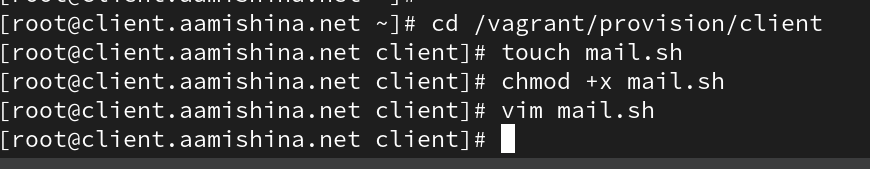 [root@client.aamishina.net ~]# cd /vagrant/provision/client
[root@client.aamishina.net client]# touch mail.sh
[root@client.aamishina.net client]# chmod +x mail.sh
[root@client.aamishina.net client]# vim mail.sh
[root@client.aamishina.net client]#